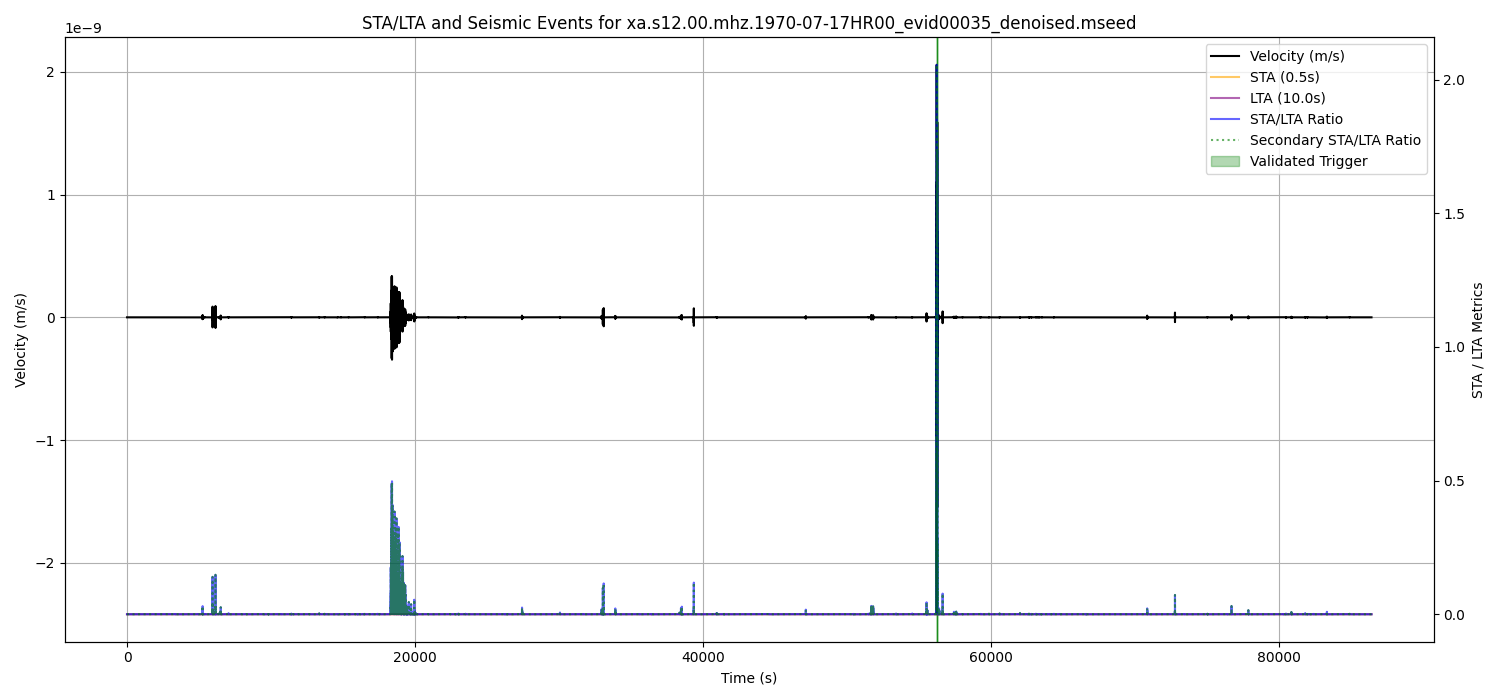 STA/LTA and Seismic Events for xa.s12.00.mhz.1970-07-17HR00_evid00035_denoised.mseed
1e−9
Velocity (m/s)
STA (0.5s)
LTA (10.0s)
STA/LTA Ratio
Secondary STA/LTA Ratio
Validated Trigger
2
1
0
−1
−2
Velocity (m/s)
2.0
1.5
1.0
0.5
0.0
STA / LTA Metrics
0
20000
40000
60000
80000
Time (s)